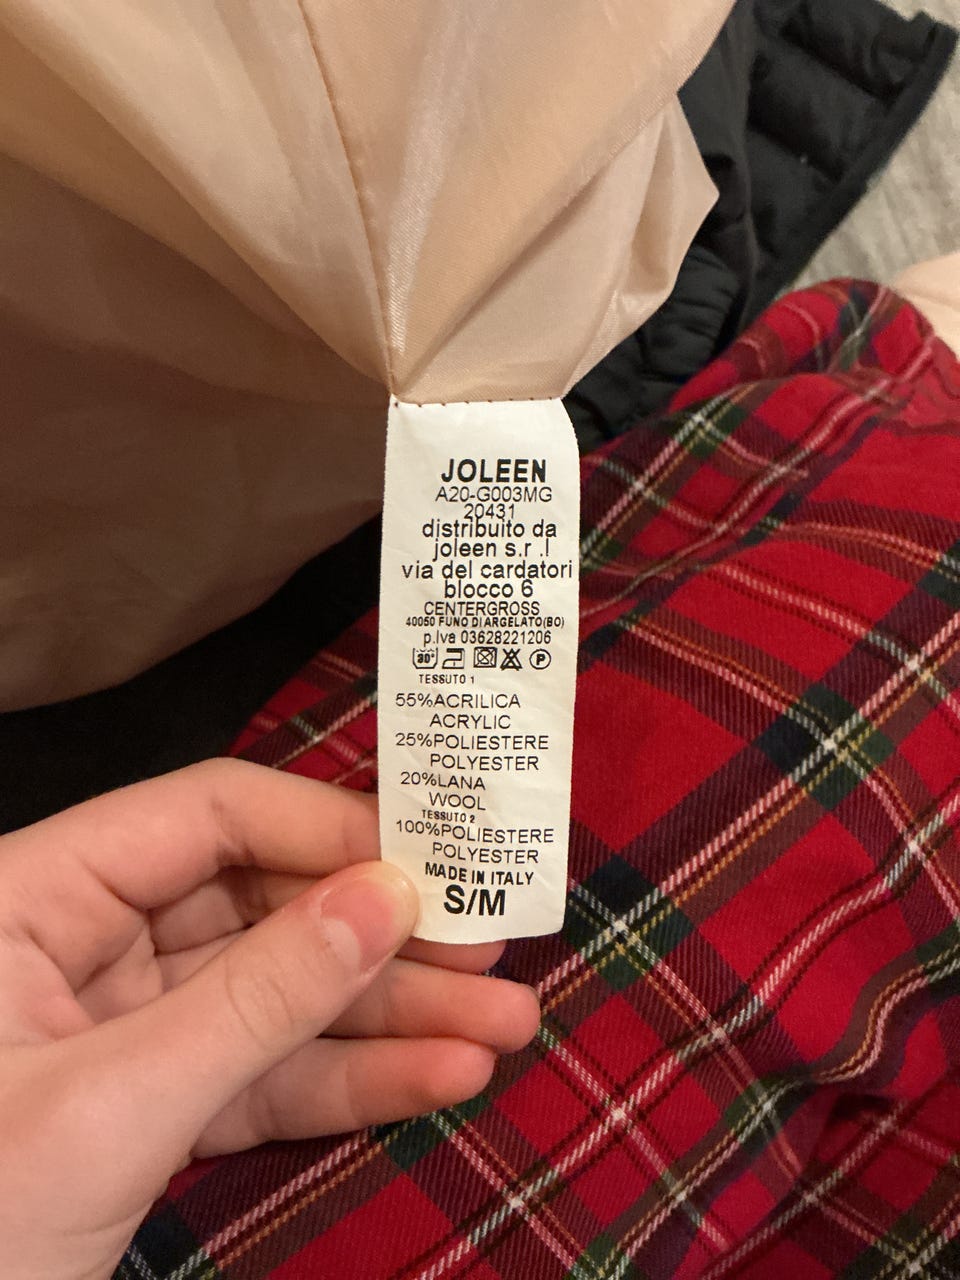 JOLEEN
A20-G003MG
20431
distribuito da
joleen s.r .l
via del cardatori
blocco 6
CENTERGROSS
40050 FUNO DI ARGELATO(BO)
p.Iva 03628221206
30° P
TESSUTO 1
55%ACRILICA
ACRYLIC
25%POLIESTERE
POLYESTER
20%LANA
WOOL
TESSUTO 2
100%POLIESTERE
POLYESTER
MADE IN ITALY
S/M